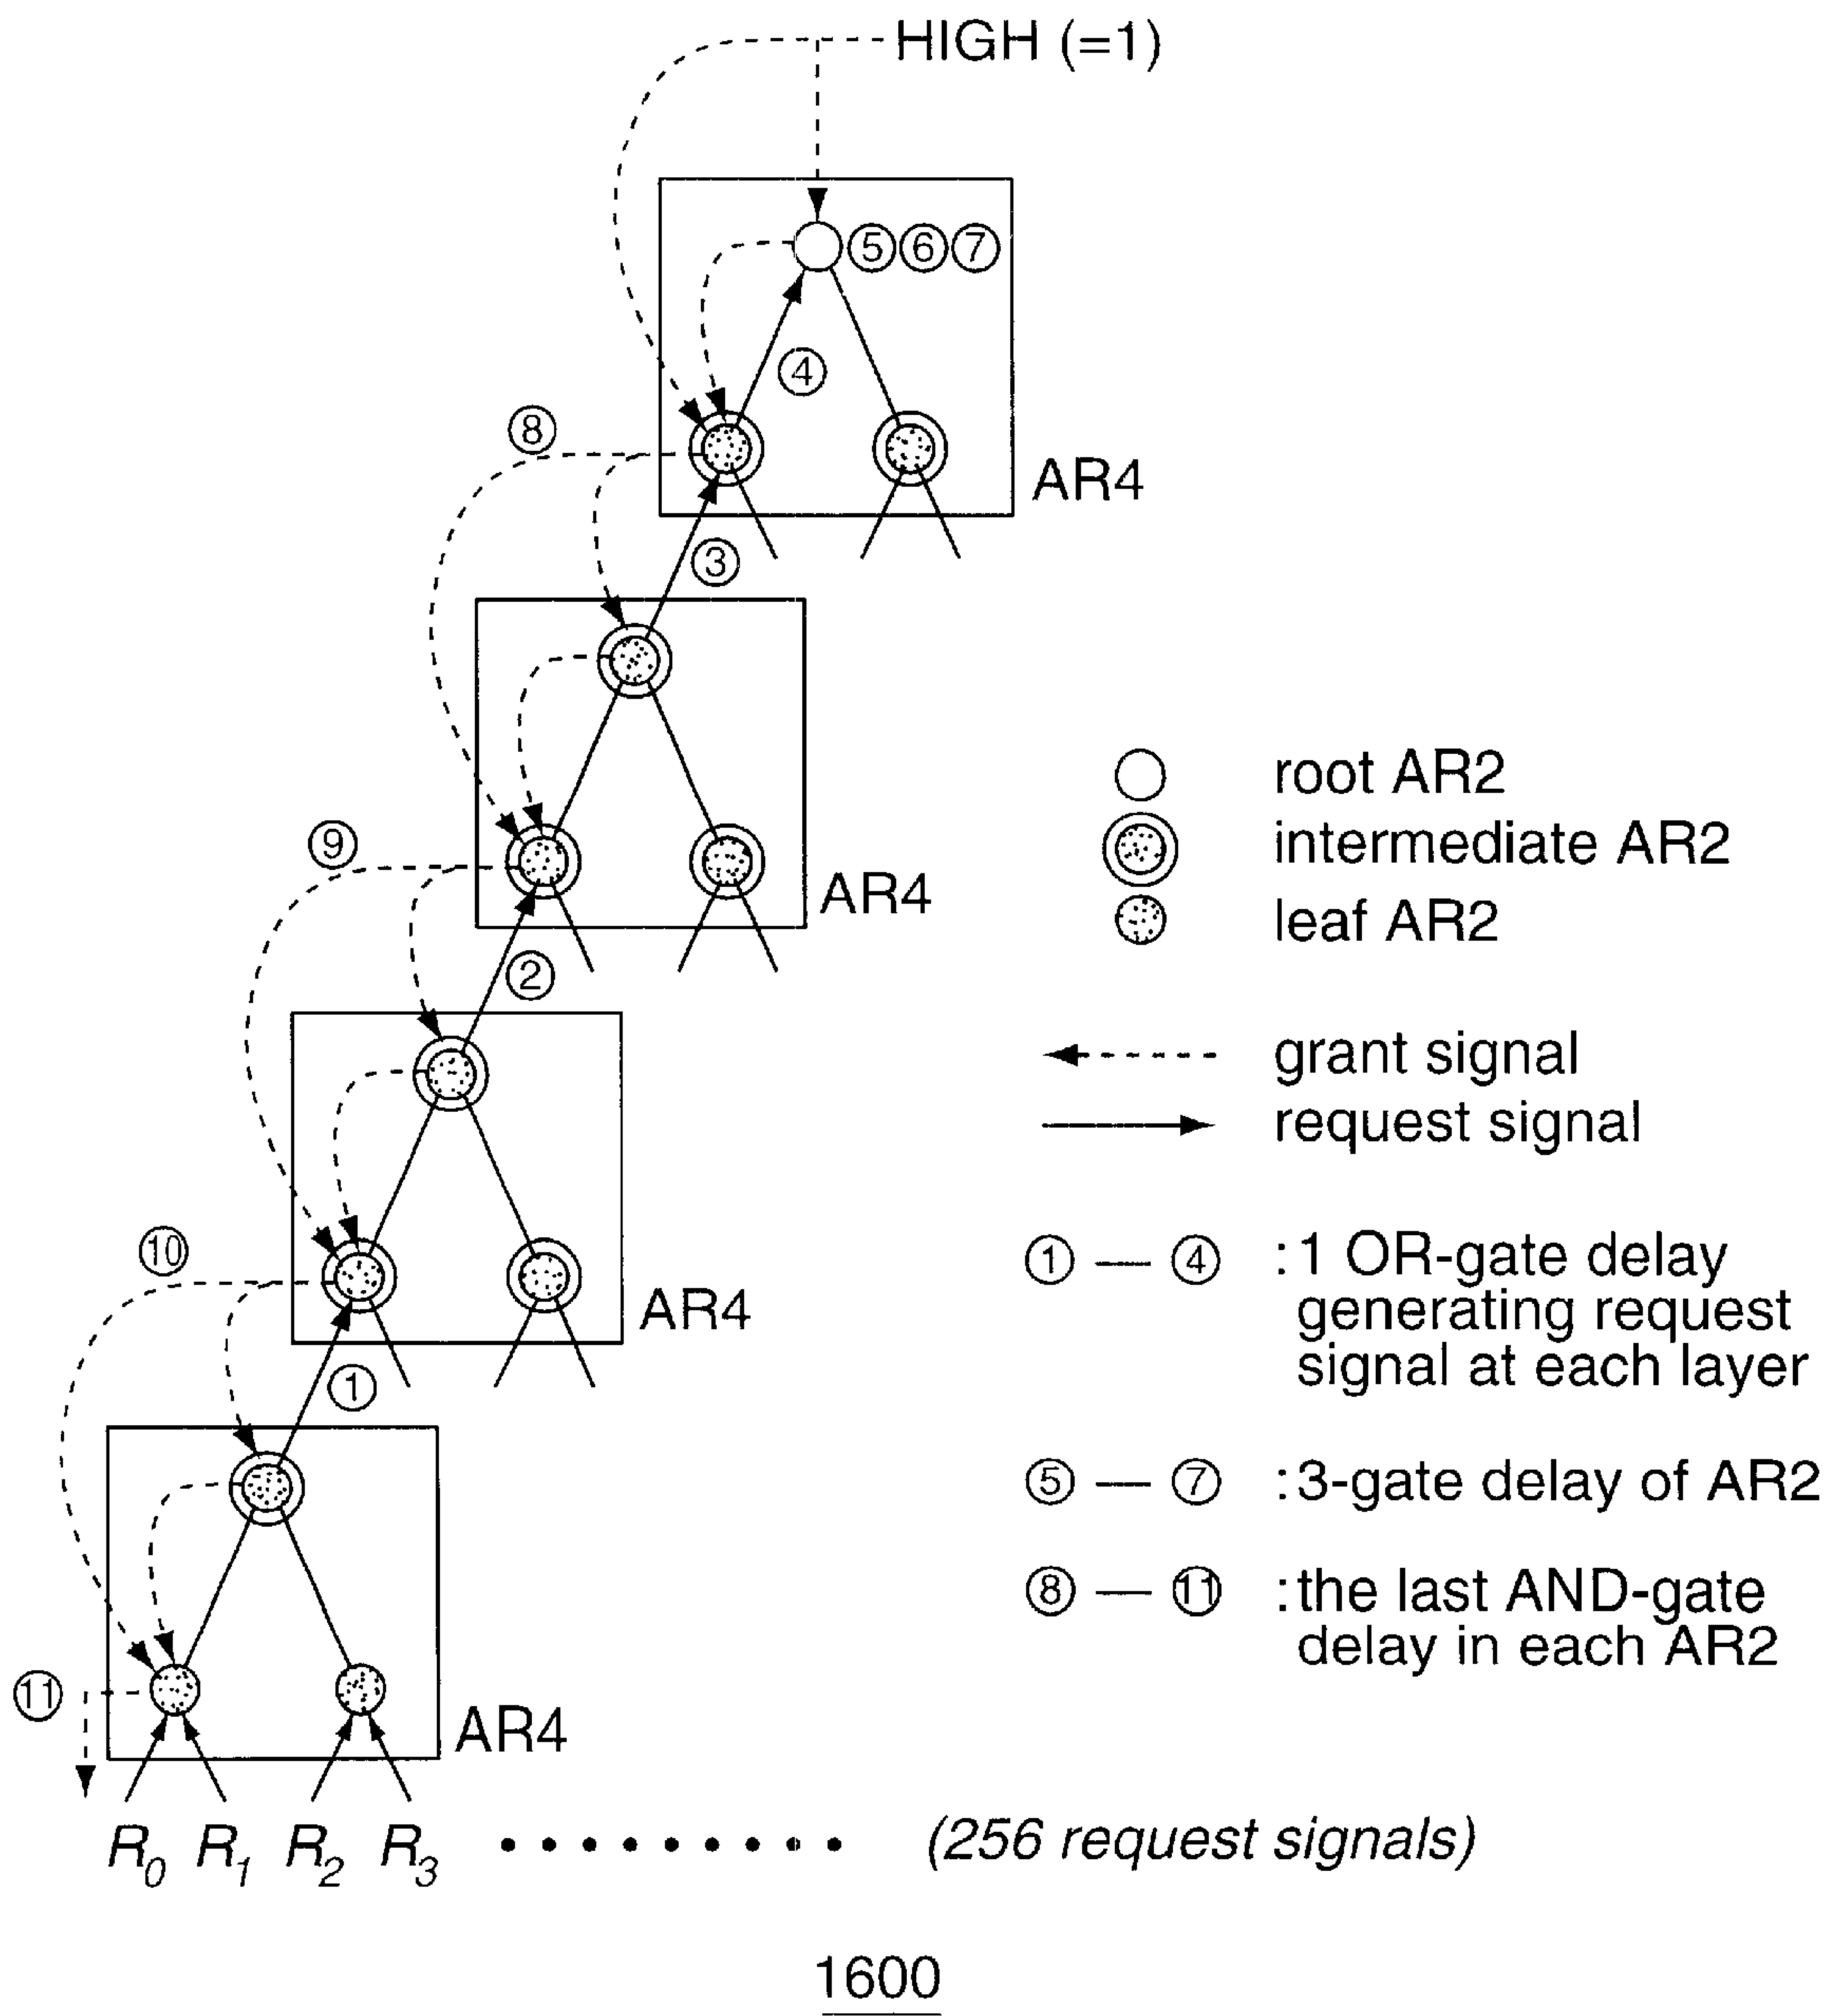 HIGH (=1)
⑤ ⑥ ⑦
④
⑧
AR4
③
root AR2
intermediate AR2
leaf AR2
⑨
AR4
②
grant signal
request signal
⑩
① — ④ : 1 OR-gate delay
generating request
signal at each layer
AR4
①
⑤ — ⑦ : 3-gate delay of AR2
⑧ — ⑪ : the last AND-gate
delay in each AR2
⑪
AR4
R0 R1 R2 R3 • • • • • • • • • (256 request signals)
1600